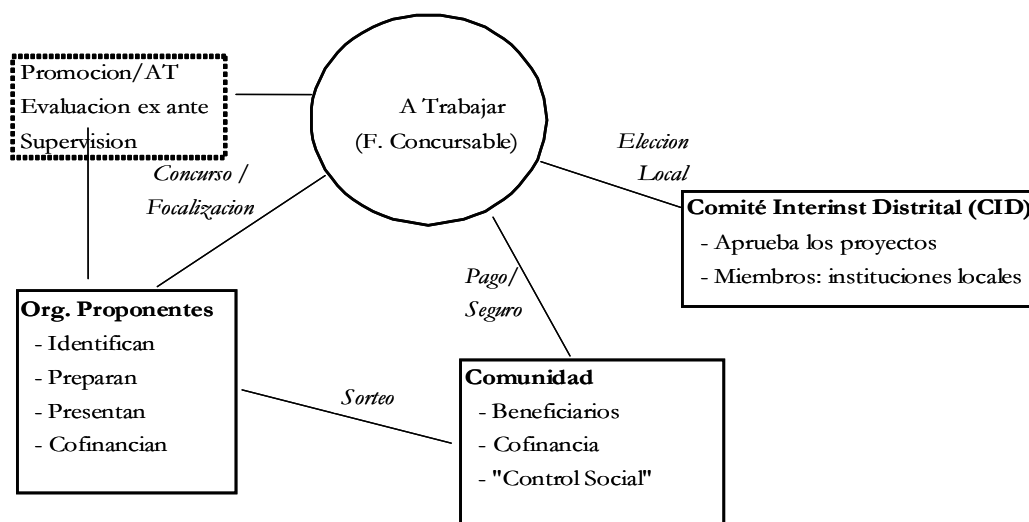 Promocion/AT
Evaluacion ex ante
Supervision
A Trabajar
(F. Concursable)
Eleccion
Local
Concurso /
Focalizacion
Comité Interinst Distrital (CID)
- Aprueba los proyectos
- Miembros: instituciones locales
Pago/
Seguro
Org. Proponentes
- Identifican
- Preparan
- Presentan
- Cofinancian
Sorteo
Comunidad
- Beneficiarios
- Cofinancia
- "Control Social"